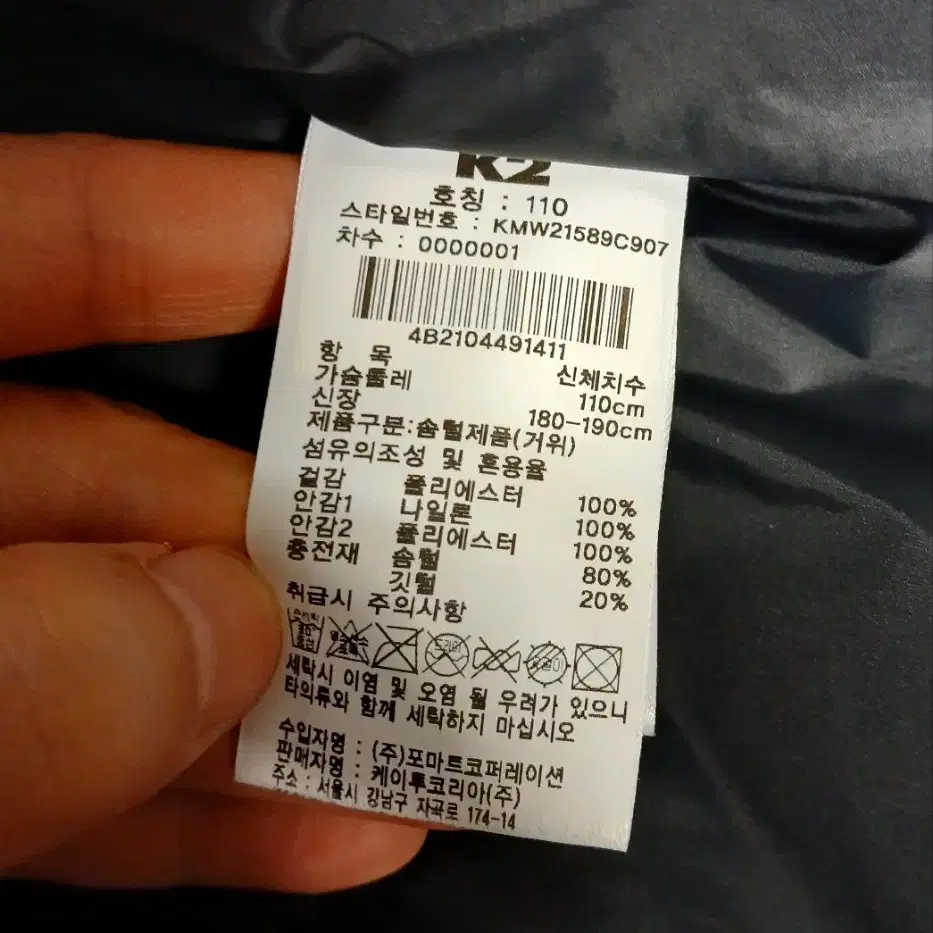 K2
호칭 : 110
스타일번호 : KMW21589C907
차수 : 0000001
4B2104491411
항 목 신체치수
가슴둘레 110cm
신장 180-190cm
제품구분:솜털제품(거위)
섬유의조성 및 혼용율
겉감 폴리에스터 100%
안감1 나일론 100%
안감2 폴리에스터 100%
충전재 솜털 80%
깃털 20%
취급시 주의사항
드라이
세탁시 이염 및 오염 될 우려가 있으니
타의류와 함께 세탁하지 마십시오
수입자명 : (주)포마트코퍼레이션
판매자명 : 케이투코리아(주)
주소 : 서울시 강남구 자곡로 174-14